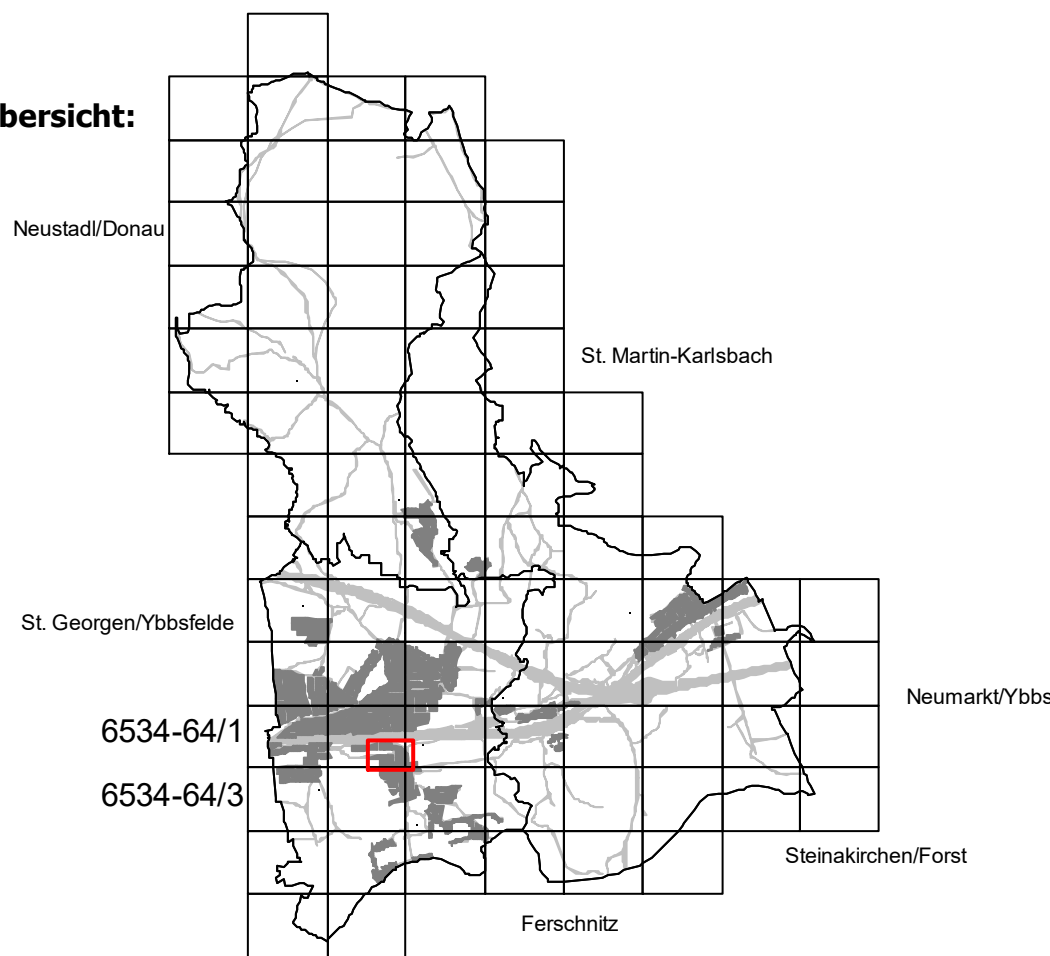 bersicht:
Neustadl/Donau
St. Martin-Karlsbach
St. Georgen/Ybbsfelde
Neumarkt/Ybbs
6534-64/1
6534-64/3
Steinakirchen/Forst
Ferschnitz